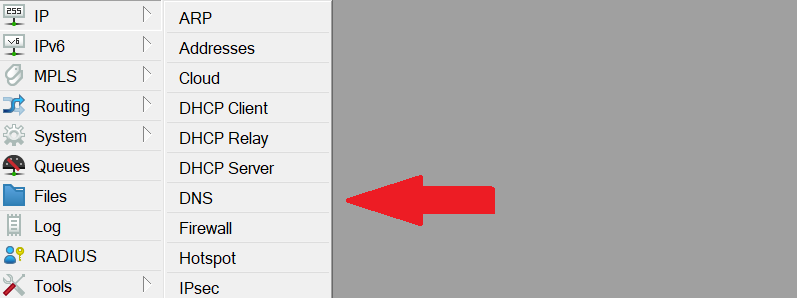 IP
IPv6
MPLS
Routing
System
Queues
Files
Log
RADIUS
Tools
ARP
Addresses
Cloud
DHCP Client
DHCP Relay
DHCP Server
DNS
Firewall
Hotspot
IPsec
255
v6